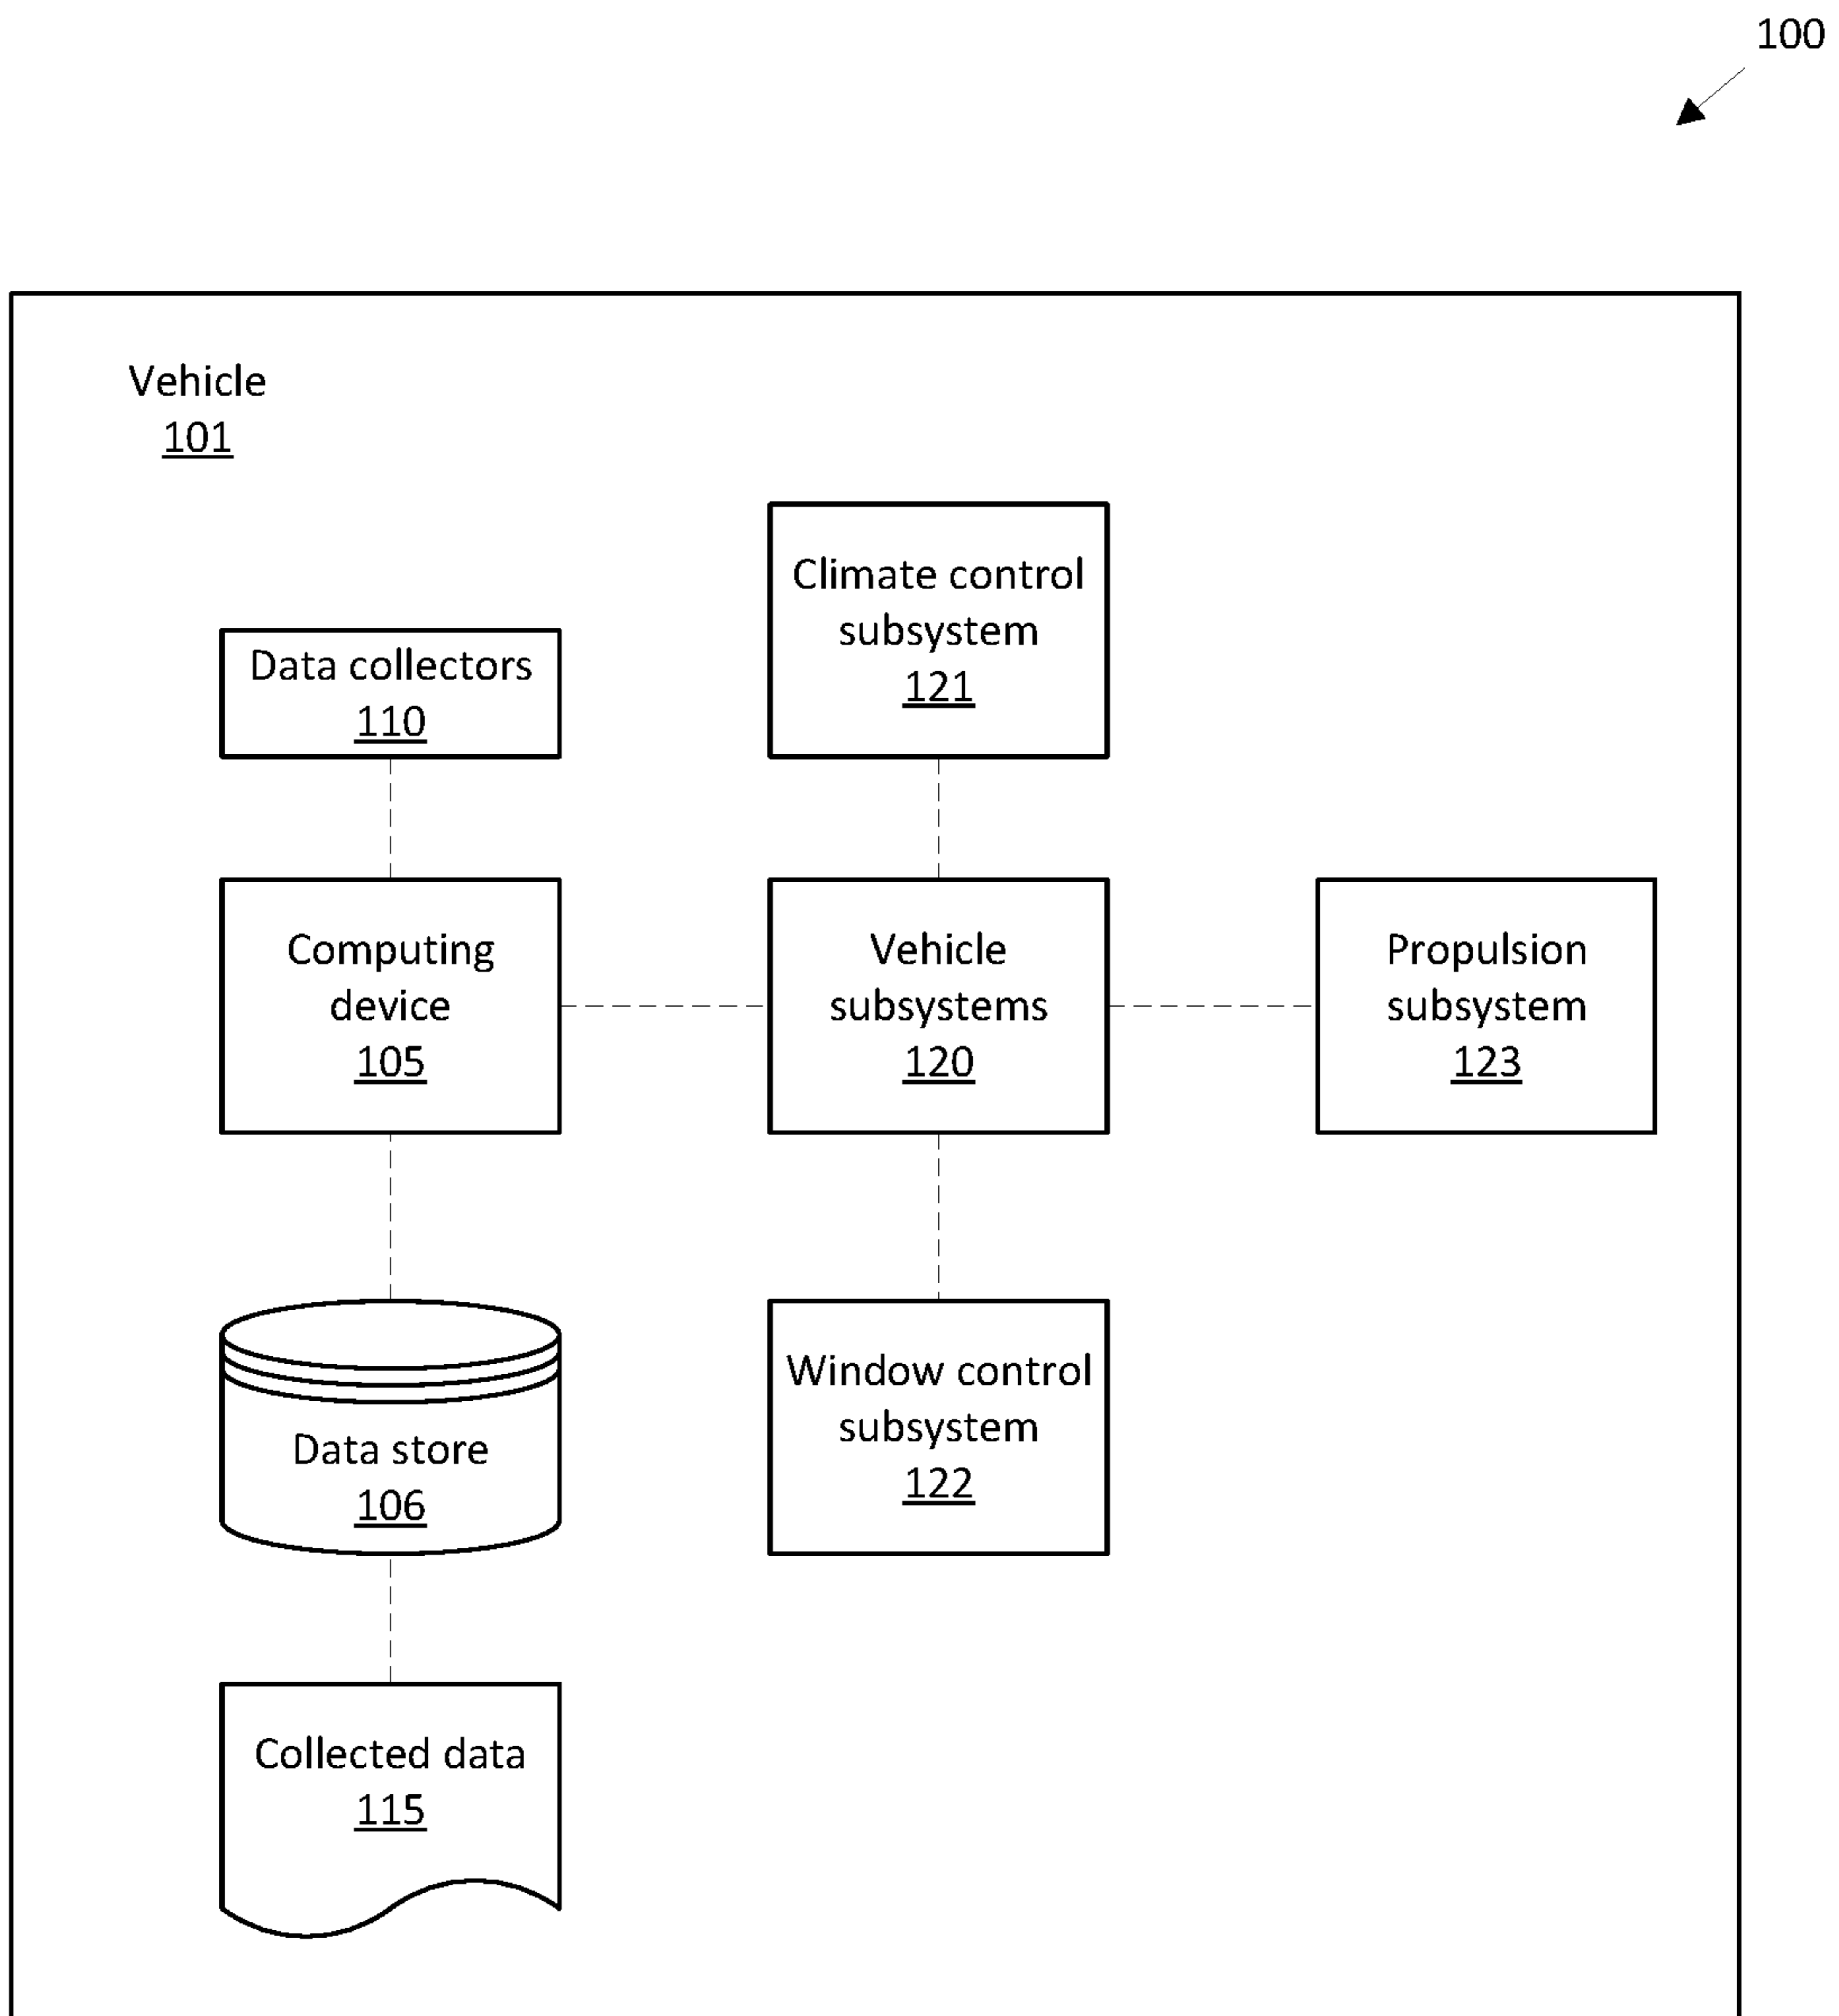 100
Vehicle
101
Climate control
subsystem
121
Data collectors
110
Computing
device
105
Vehicle
subsystems
120
Propulsion
subsystem
123
Data store
106
Window control
subsystem
122
Collected data
115